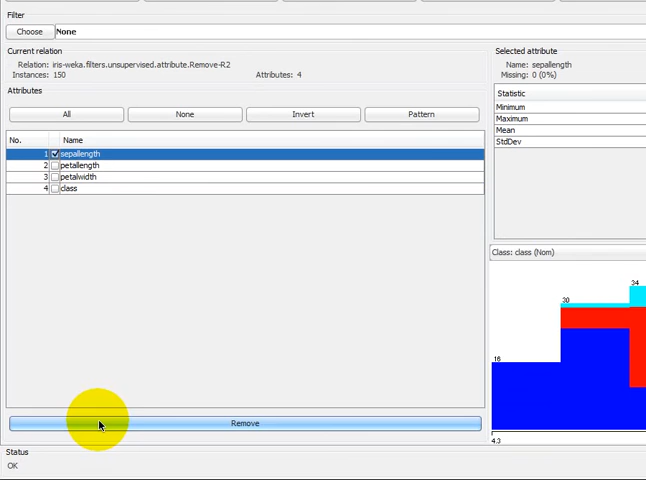 Filter
Choose None
Current relation
Relation: iris-weka.filters.unsupervised.attribute.Remove-R2
Instances: 150 Attributes: 4
Attributes
All None Invert Pattern
No. Name
1 sepallength
2 petallength
3 petalwidth
4 class
Remove
Status
OK
Selected attribute
Name: sepallength
Missing: 0 (0%)
Statistic
Minimum
Maximum
Mean
StdDev
Class: class (Nom)
34
30
16
4.3